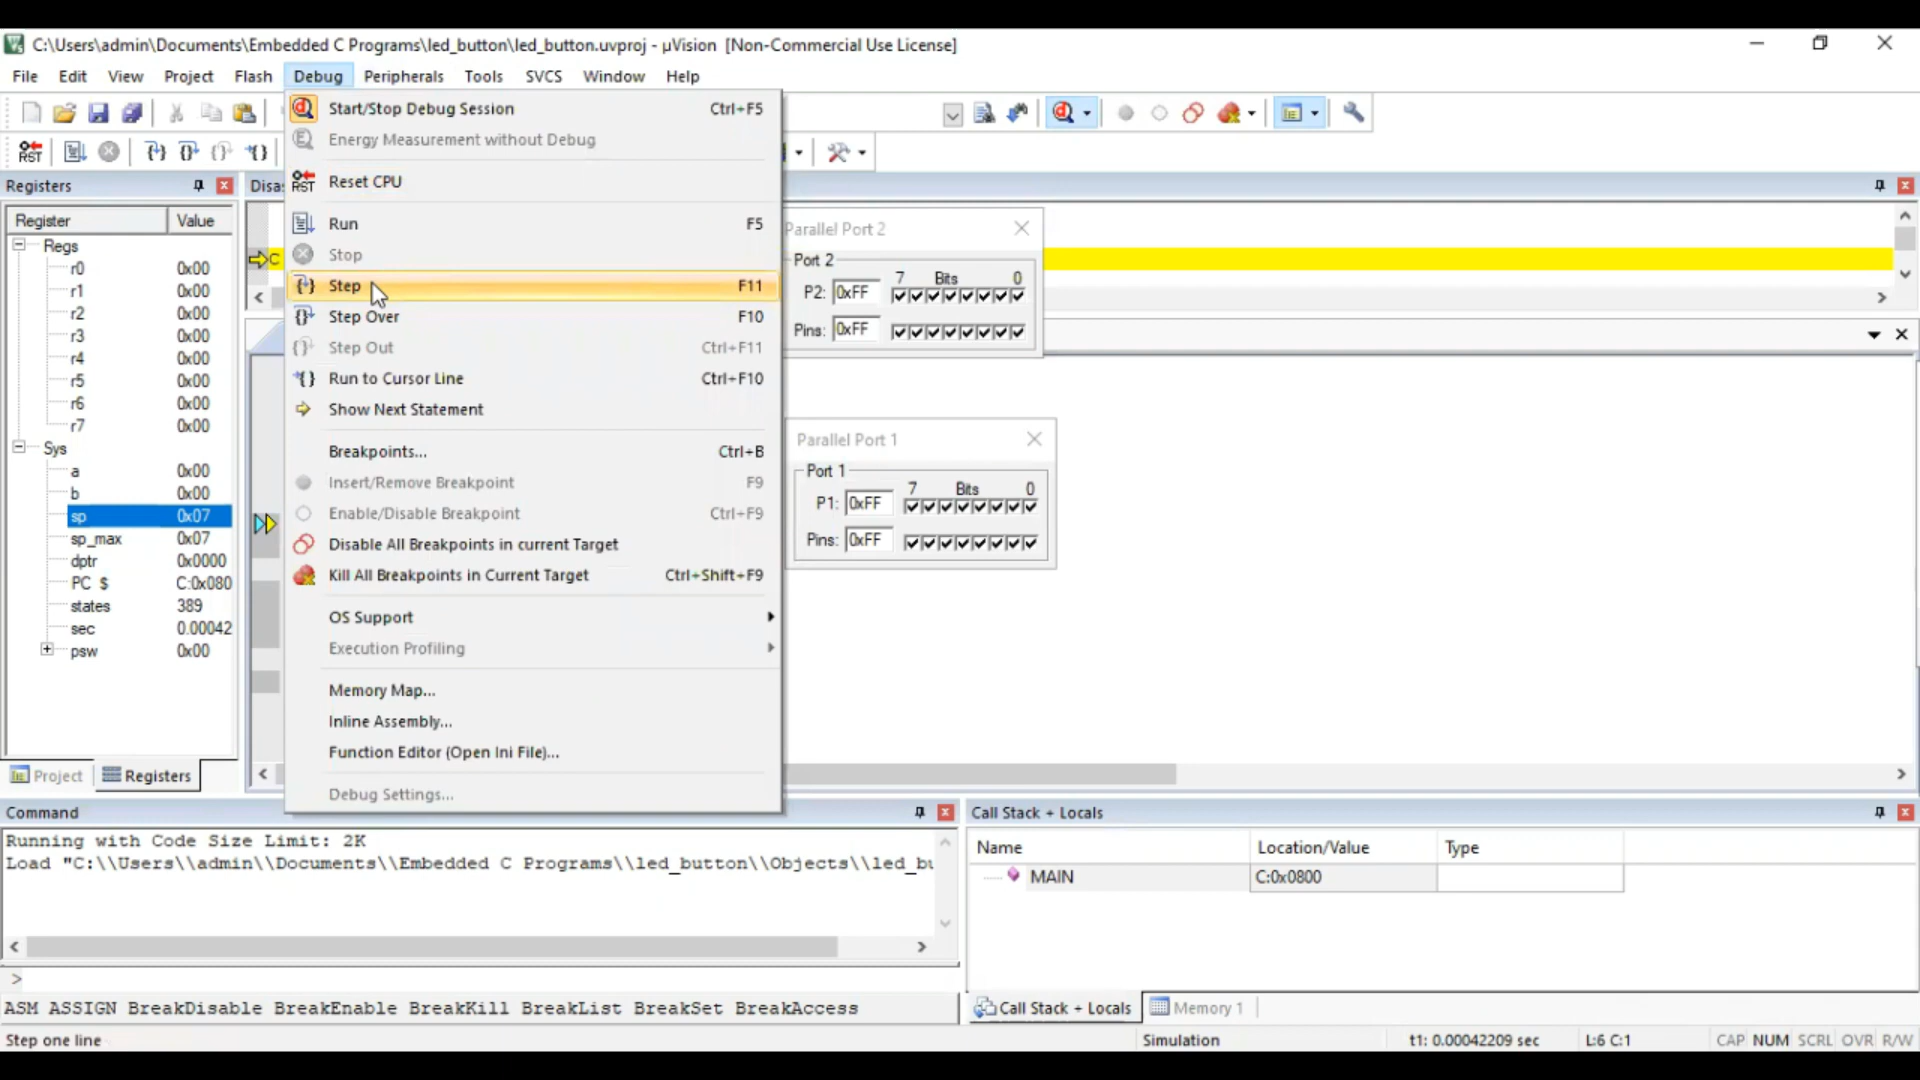 C:\Users\admin\Documents\Embedded C Programs\led_button\led_button.uvproj - µVision [Non-Commercial Use License]
File Edit View Project Flash Debug Peripherals Tools SVCS Window Help
RST
Registers
Register Value
Regs
r0 0x00
r1 0x00
r2 0x00
r3 0x00
r4 0x00
r5 0x00
r6 0x00
r7 0x00
Sys
a 0x00
b 0x00
sp 0x07
sp_max 0x07
dptr 0x0000
PC $ C:0x080
states 389
sec 0.00042
psw 0x00
Project Registers
Disas
C
Start/Stop Debug Session Ctrl+F5
Energy Measurement without Debug
RST Reset CPU
Run F5
Stop
Step F11
Step Over F10
Step Out Ctrl+F11
Run to Cursor Line Ctrl+F10
Show Next Statement
Breakpoints... Ctrl+B
Insert/Remove Breakpoint F9
Enable/Disable Breakpoint Ctrl+F9
Disable All Breakpoints in current Target
Kill All Breakpoints in Current Target Ctrl+Shift+F9
OS Support
Execution Profiling
Memory Map...
Inline Assembly...
Function Editor (Open Ini File)...
Debug Settings...
Parallel Port 2
Port 2
7 Bits 0
P2: 0xFF
Pins: 0xFF
Parallel Port 1
Port 1
7 Bits 0
P1: 0xFF
Pins: 0xFF
Command
Running with Code Size Limit: 2K
Load "C:\\Users\\admin\\Documents\\Embedded C Programs\\led_button\\Objects\\led_bu
>
ASM ASSIGN BreakDisable BreakEnable BreakKill BreakList BreakSet BreakAccess
Call Stack + Locals
Name Location/Value Type
MAIN C:0x0800
Call Stack + Locals Memory 1
Step one line Simulation t1: 0.00042209 sec L:6 C:1 CAP NUM SCRL OVR R/W